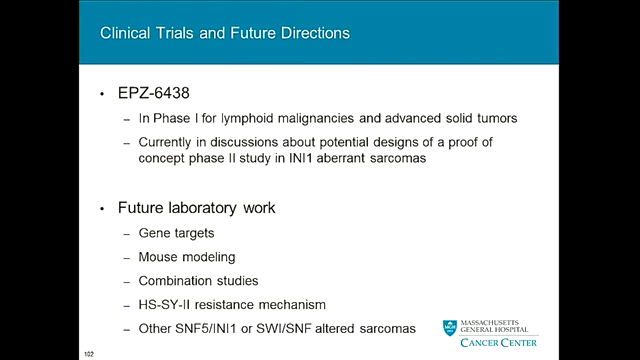 Clinical Trials and Future Directions
• EPZ-6438
– In Phase I for lymphoid malignancies and advanced solid tumors
– Currently in discussions about potential designs of a proof of
concept phase II study in INI1 aberrant sarcomas
• Future laboratory work
– Gene targets
– Mouse modeling
– Combination studies
– HS-SY-II resistance mechanism
– Other SNF5/INI1 or SWI/SNF altered sarcomas
MGH
MASSACHUSETTS
GENERAL HOSPITAL
CANCER CENTER
102